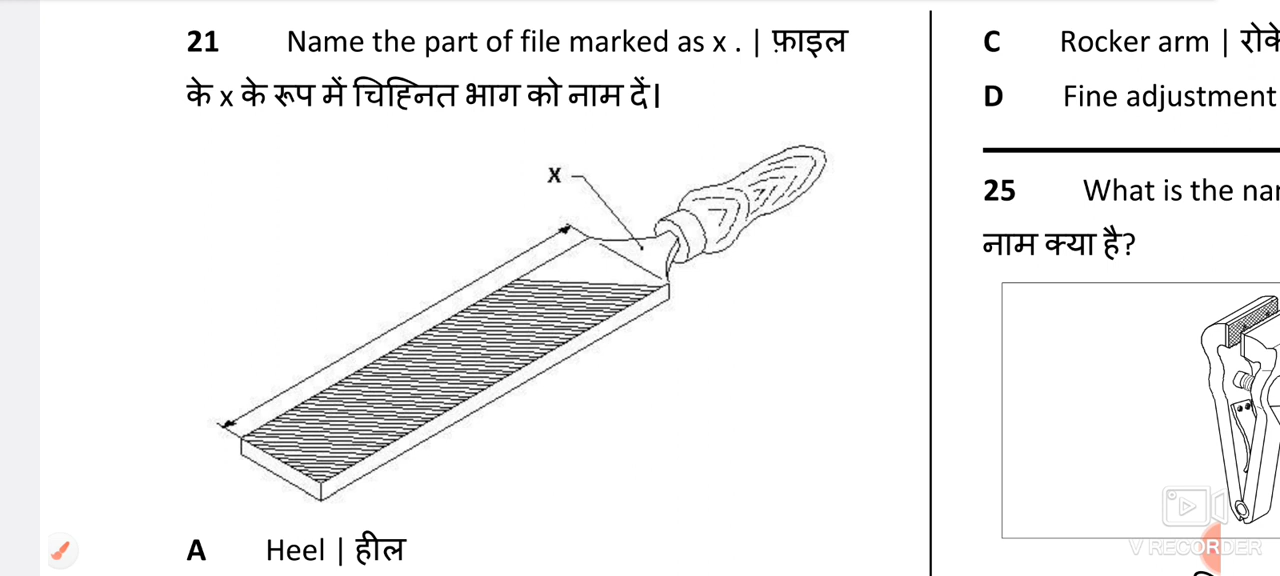 21 Name the part of file marked as x . | फ़ाइल
के x के रूप में चिह्नित भाग को नाम दें।
X
A Heel | हील
C Rocker arm |
D Fine adjustment
25 What is the
नाम क्या है?
V RECORDER